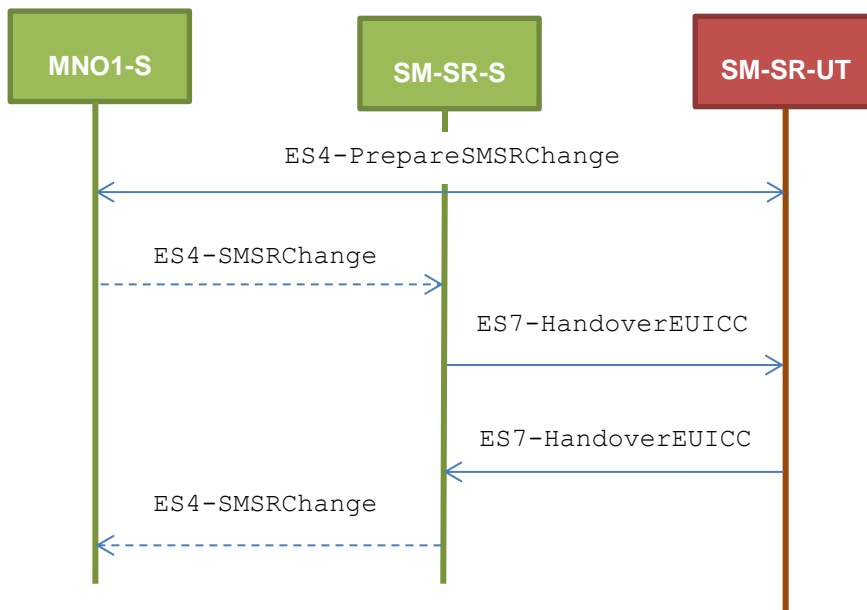 MNO1-S
SM-SR-S
SM-SR-UT
ES4-PrepareSMSRChange
ES4-SMSRChange
ES7-HandoverEUICC
ES7-HandoverEUICC
ES4-SMSRChange